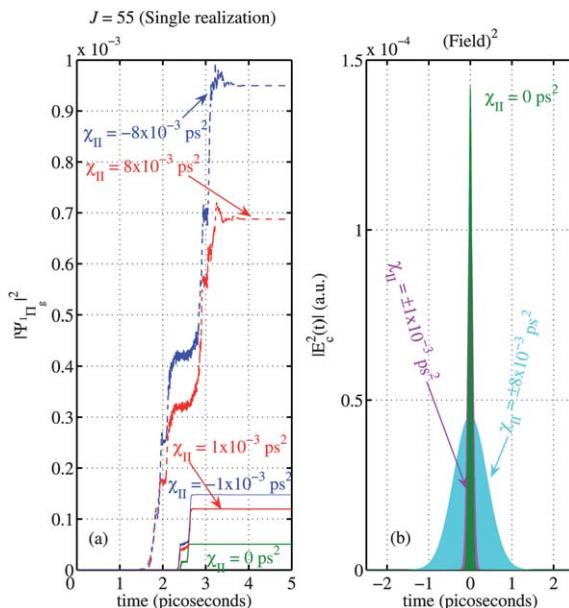 J = 55 (Single realization)
x 10⁻³
1
0.9
0.8
0.7
0.6
0.5
0.4
0.3
0.2
0.1
0
|Ψ₁Πg|²
χII = −8x10⁻³ ps²
χII = 8x10⁻³ ps²
χII = 1x10⁻³ ps²
χII = −1x10⁻³ ps²
χII = 0 ps²
(a)
0 1 2 3 4 5
time (picoseconds)
(Field)²
x 10⁻⁴
1.5
1
0.5
0
|E²c(t)| (a.u.)
χII = 0 ps²
χII = ±1x10⁻³ ps²
χII = ±8x10⁻³ ps²
(b)
−2 −1 0 1 2
time (picoseconds)